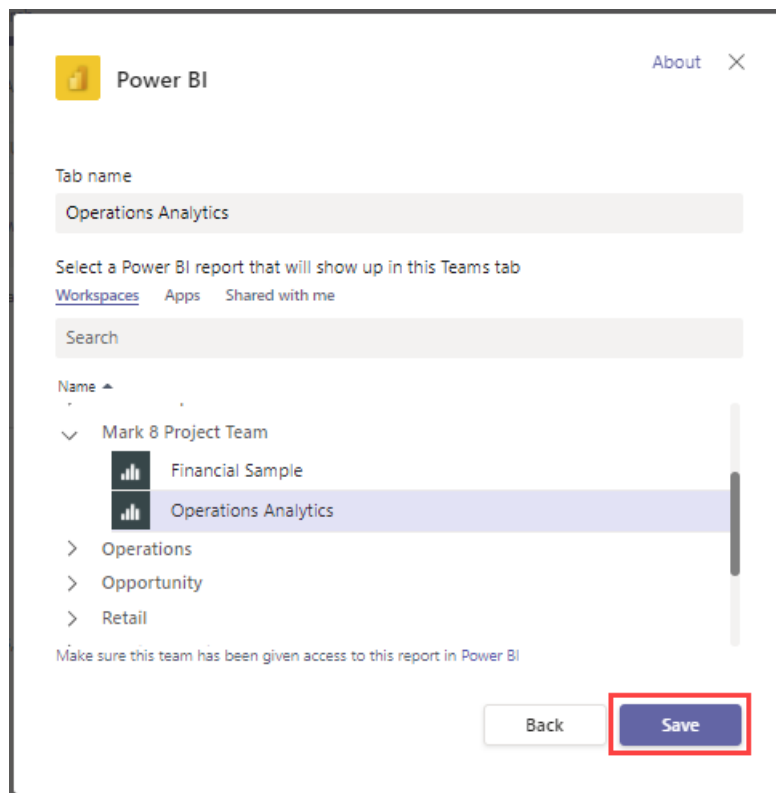 Power BI
About
Tab name
Operations Analytics
Select a Power BI report that will show up in this Teams tab
Workspaces Apps Shared with me
Search
Name
Mark 8 Project Team
Financial Sample
Operations Analytics
Operations
Opportunity
Retail
Make sure this team has been given access to this report in Power BI
Back Save